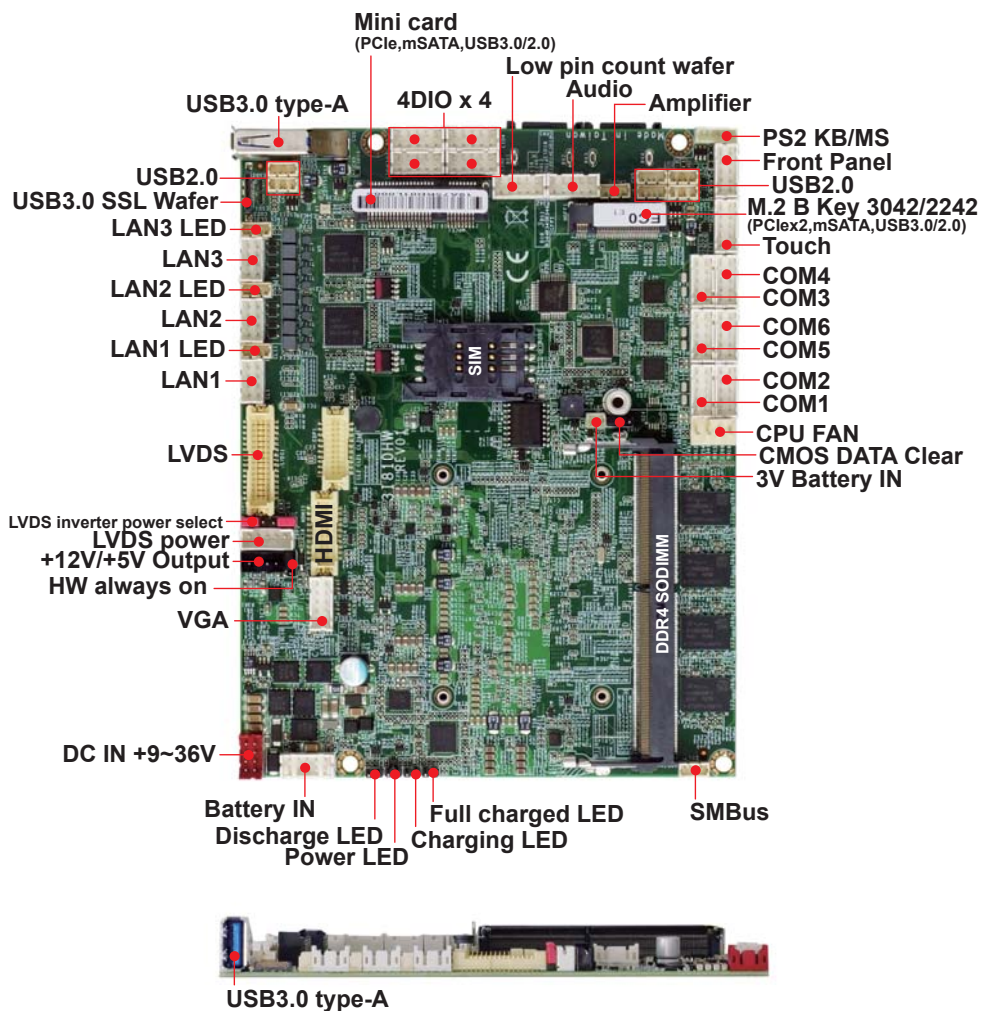 Mini card
(PCIe,mSATA,USB3.0/2.0)
Low pin count wafer
USB3.0 type-A
4DIO x 4
Audio
Amplifier
PS2 KB/MS
Front Panel
USB2.0
USB2.0
USB3.0 SSL Wafer
M.2 B Key 3042/2242
(PCIex2,mSATA,USB3.0/2.0)
LAN3 LED
Touch
LAN3
COM4
LAN2 LED
COM3
LAN2
COM6
LAN1 LED
COM5
LAN1
COM2
COM1
CPU FAN
LVDS
CMOS DATA Clear
3V Battery IN
LVDS inverter power select
LVDS power
+12V/+5V Output
HW always on
VGA
Made in Taiwan
CE
SIM
HDMI
DDR4 SODIMM
DC IN +9~36V
Battery IN
Full charged LED
SMBus
Discharge LED
Charging LED
Power LED
USB3.0 type-A